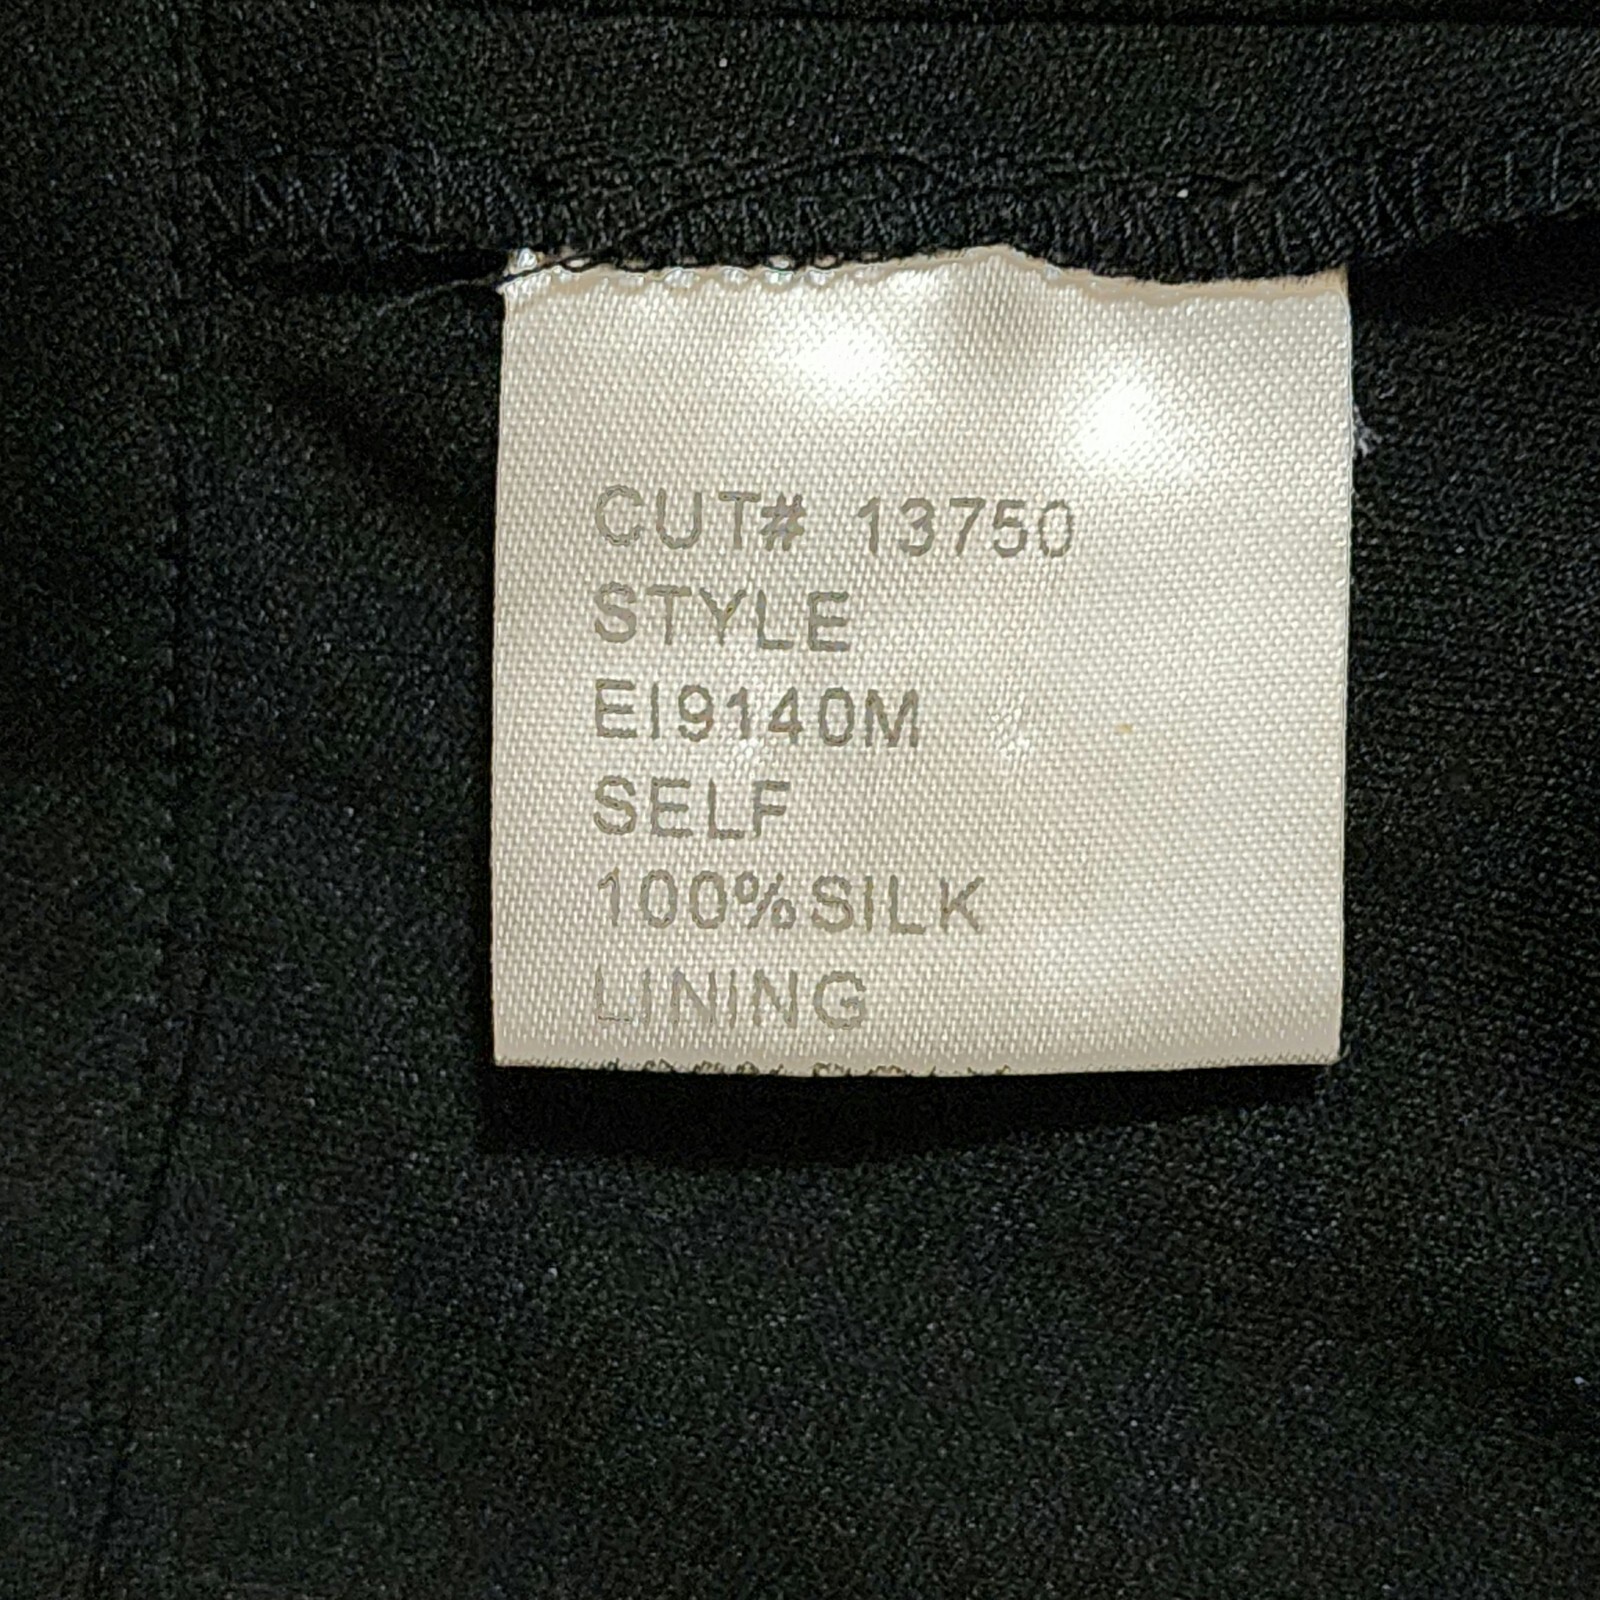 CUT# 13750
STYLE
EI9140M
SELF
100%SILK
LINING